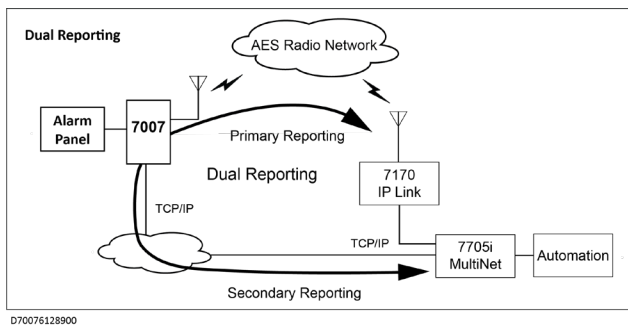 Dual Reporting
AES Radio Network
Alarm
Panel
7007
Primary Reporting
Dual Reporting
7170
IP Link
TCP/IP
TCP/IP
7705i
MultiNet
Automation
Secondary Reporting
D70076128900